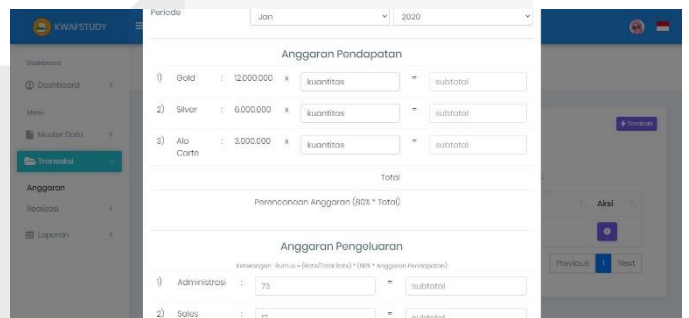 Periode Jan 2020
KWAFSTUDY
Anggaran Pendapatan
Dashboard
Dashboard
1) Gold : 12.000.000 x kuantitas = subtotal
Menu
2) Silver : 6.000.000 x kuantitas = subtotal
+ Tambah
Master Data
3) Ala Carte : 3.000.000 x kuantitas = subtotal
Transaksi
Total
Anggaran
Perencanaan Anggaran (80% * Total)
Aksi
Realisasi
Laporan
Anggaran Pengeluaran
Previous 1 Next
Keterangan : Rumus = (Rate/Total Rate) * (80% * Anggaran Pendapatan)
1) Administrasi : 73 = subtotal
2) Sales : 17 = subtotal